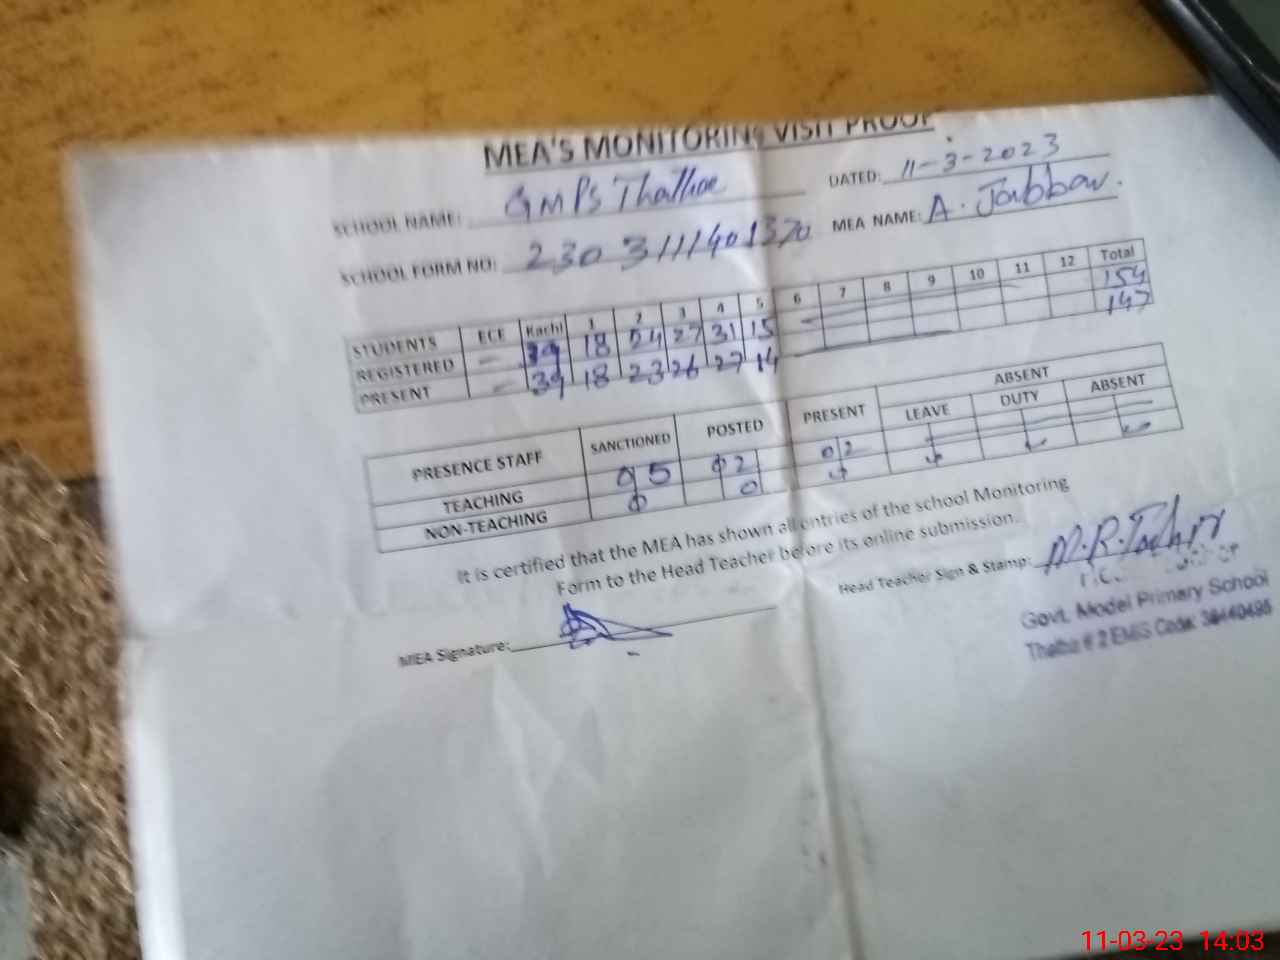 MEA'S MONITORING VISIT PROOF
SCHOOL NAME: GMPS DATED: 11-3-2023
SCHOOL FORM NO: 230 3111401370 MEA NAME: A. Jabbar.
STUDENTS ECE Kachi 1 2 3 4 5 6 7 8 9 10 11 12 Total
REGISTERED - 39 18 24 27 31 15 - 154
PRESENT - 39 18 23 26 27 14 147
PRESENCE STAFF SANCTIONED POSTED PRESENT ABSENT
LEAVE DUTY ABSENT
TEACHING 05 02 02
NON-TEACHING 0 0
It is certified that the MEA has shown all entries of the school Monitoring
Form to the Head Teacher before its online submission.
MEA Signature: Head Teacher Sign & Stamp:
Govt. Model Primary School
# 2 EMIS Code:
11-03-23 14:03